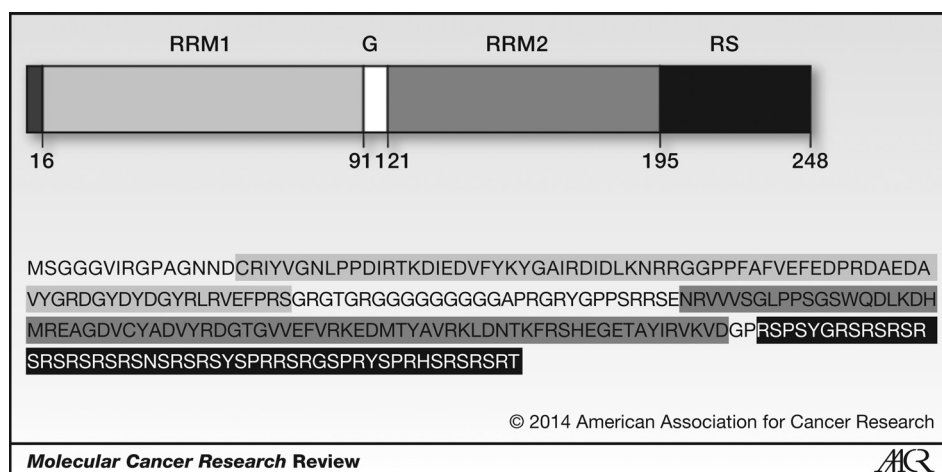 RRM1 G RRM2 RS
16 91 121 195 248
MSGGGVIRGPAGNNDCRIYVGNLPPDIRTKDIEDVFYKYGAIRDIDLKNRRGGPPFAFVEFEDPRDAEDA
VYGRDGYDYDGYRLRVEFPRSGRGTGRGGGGGGGGGAPRGRYGPPSRRSENRVVVSGLPPSGSWQDLKDH
MREAGDVCYADVYRDGTGVVEFVRKEDMTYAVRKLDNTKFRSHEGETAYIRVKVDGPRSPSYGRSRSRSR
SRSRSRSRSNSRSRSYSPRRSRGSPRYSPRHSRSRSRT
© 2014 American Association for Cancer Research
Molecular Cancer Research Review
AACR